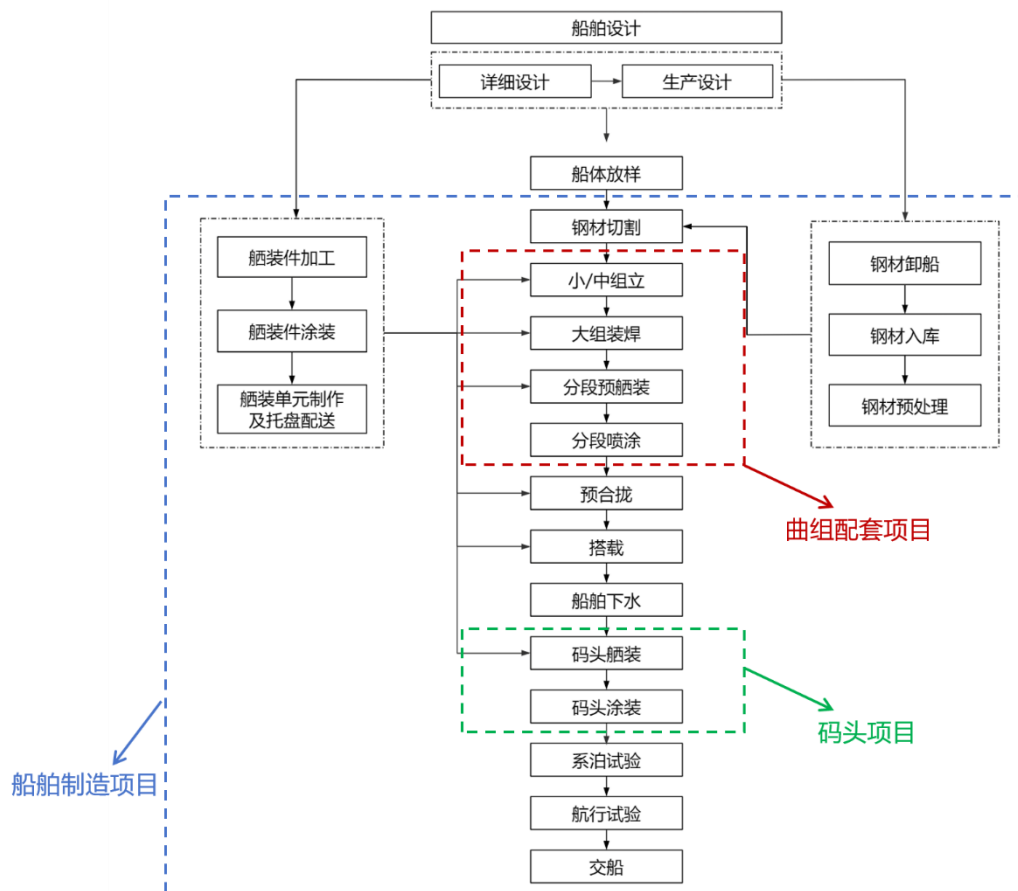 船舶设计
详细设计
生产设计
船体放样
钢材切割
小/中组立
大组装焊
分段预舾装
分段喷涂
预合拢
搭载
船舶下水
码头舾装
码头涂装
系泊试验
航行试验
交船
舾装件加工
舾装件涂装
舾装单元制作
及托盘配送
钢材卸船
钢材入库
钢材预处理
曲组配套项目
码头项目
船舶制造项目